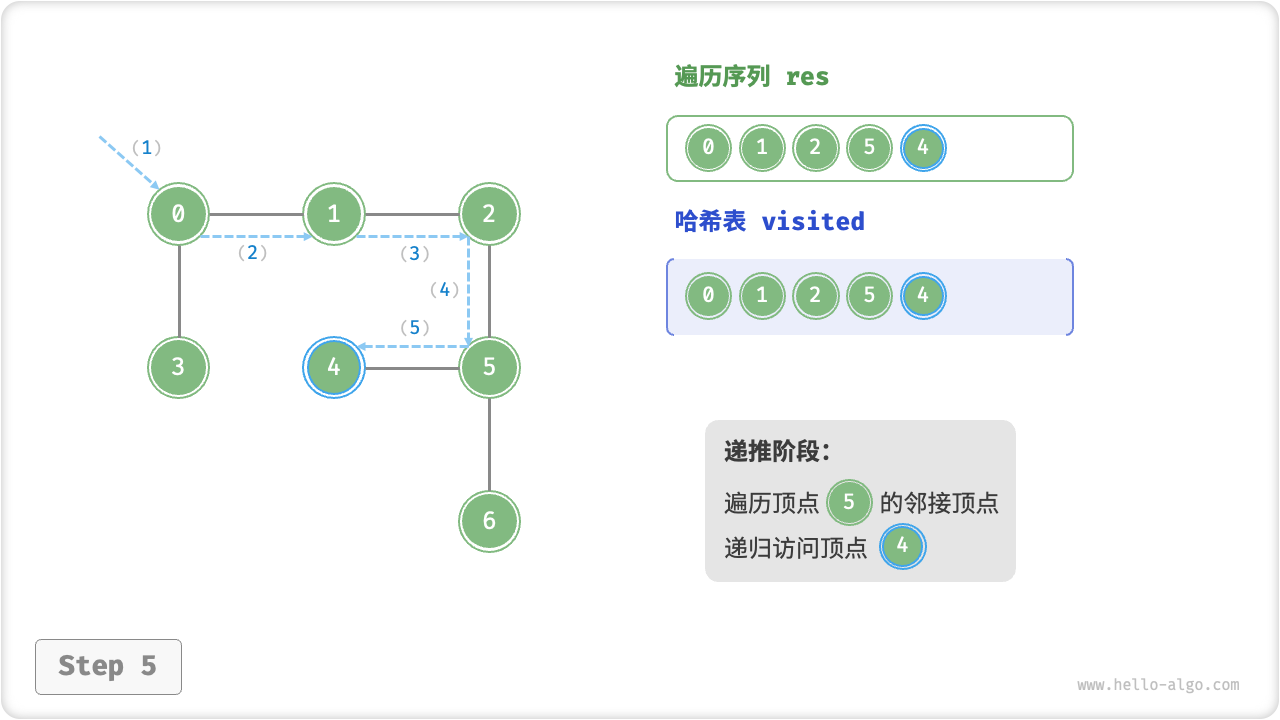 遍历序列 res
0 1 2 5 4
哈希表 visited
0 1 2 5 4
(1)
0 1 2
(2) (3)
(4)
(5)
3 4 5
6
递推阶段：
遍历顶点 5 的邻接顶点
递归访问顶点 4
Step 5
www.hello-algo.com